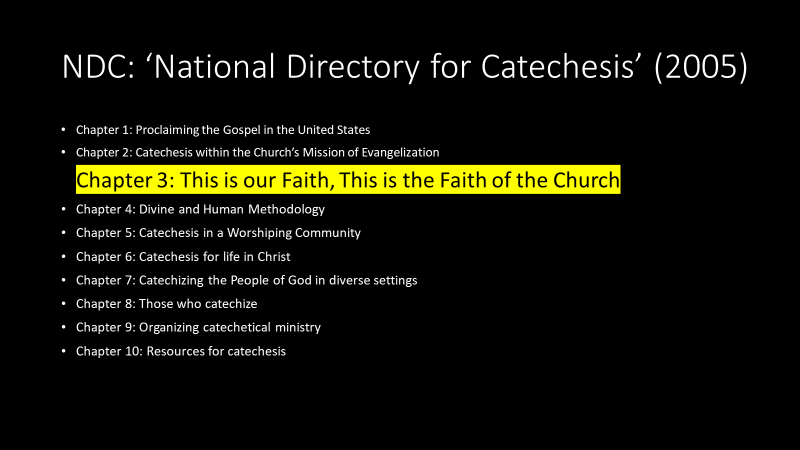 NDC: ‘National Directory for Catechesis’ (2005)
• Chapter 1: Proclaiming the Gospel in the United States
• Chapter 2: Catechesis within the Church’s Mission of Evangelization
Chapter 3: This is our Faith, This is the Faith of the Church
• Chapter 4: Divine and Human Methodology
• Chapter 5: Catechesis in a Worshiping Community
• Chapter 6: Catechesis for life in Christ
• Chapter 7: Catechizing the People of God in diverse settings
• Chapter 8: Those who catechize
• Chapter 9: Organizing catechetical ministry
• Chapter 10: Resources for catechesis